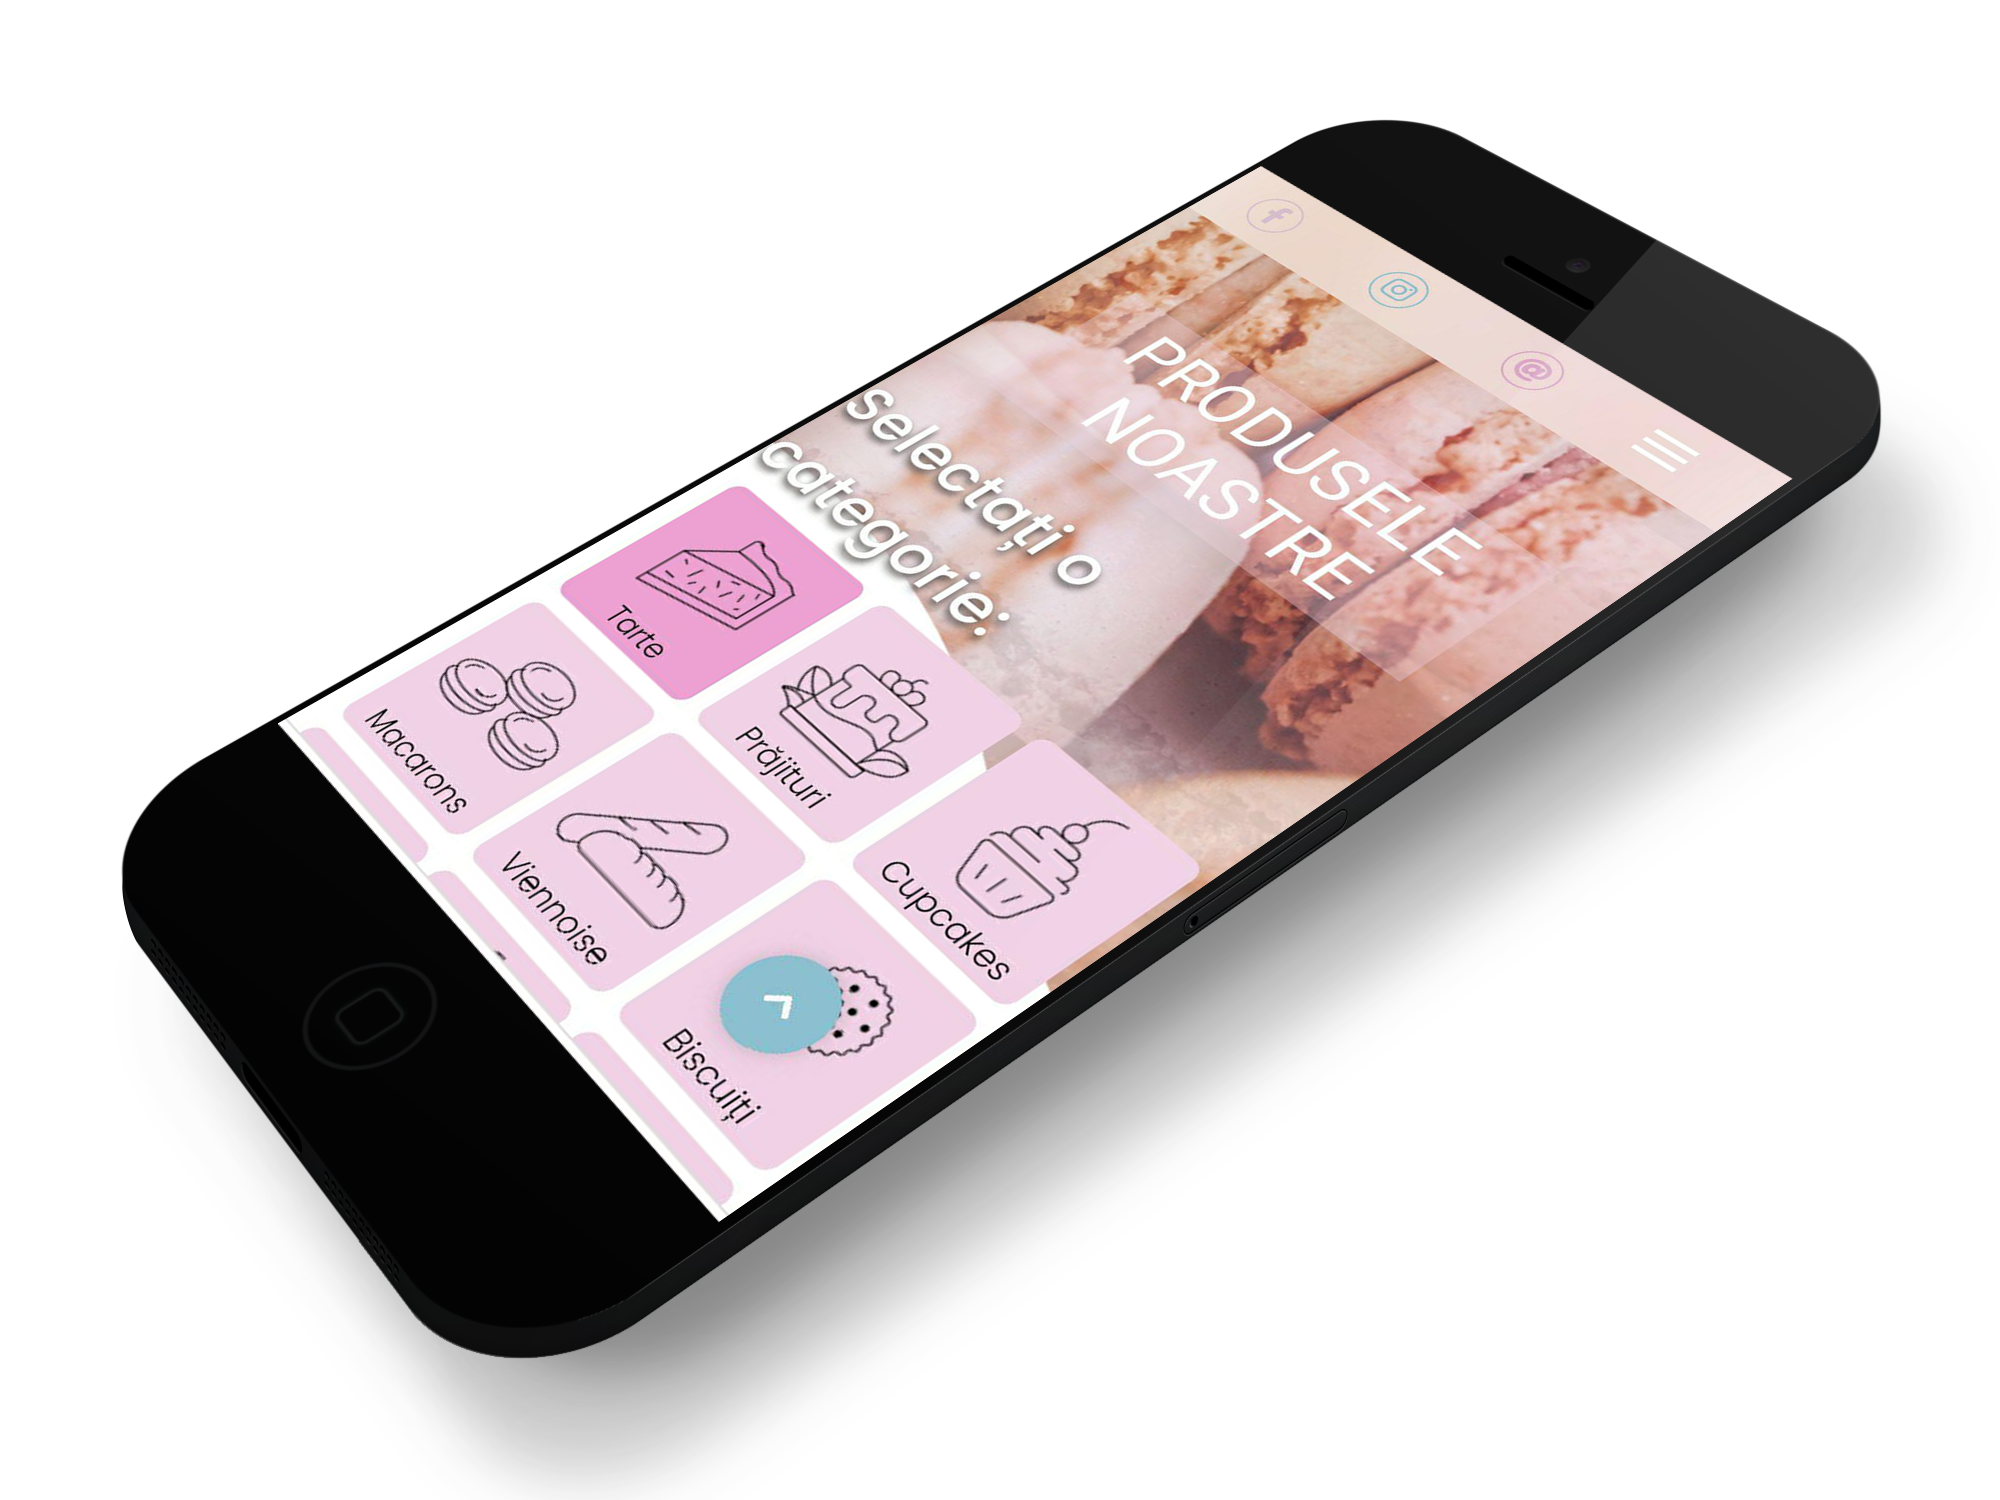 PRODUSELE
NOASTRE
selectați o
categorie:
Tarte
Prăjituri
Cupcakes
Macarons
Viennoise
Biscuiți